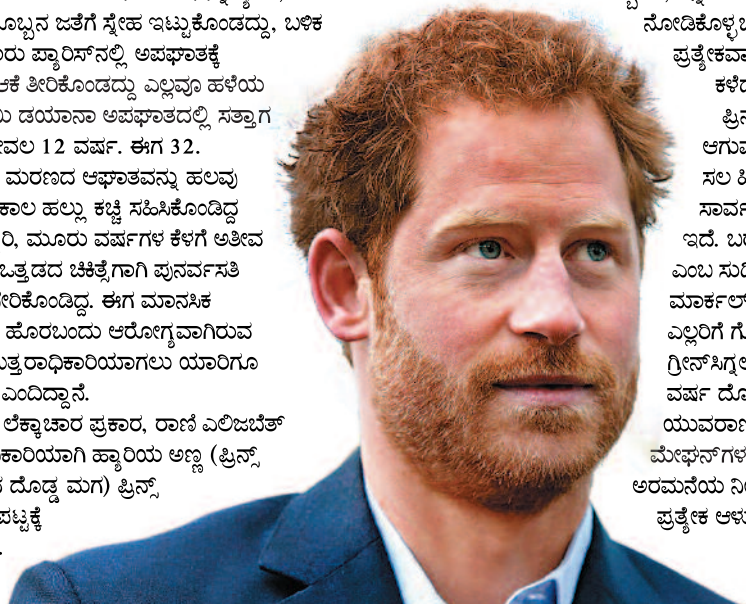 ೊಬ್ಬನ ಜತೆಗೆ ಸ್ನೇಹ ಇಟ್ಟುಕೊಂಡದ್ದು, ಬಳಿಕ
ರು ಪ್ಯಾರಿಸ್‌ನಲ್ಲಿ ಅಪಘಾತಕ್ಕೆ
ಆಕೆ ತೀರಿಕೊಂಡದ್ದು ಎಲ್ಲವೂ ಹಳೆಯ
ಡಯಾನಾ ಅಪಘಾತದಲ್ಲಿ ಸತ್ತಾಗ
ೇವಲ 12 ವರ್ಷ. ಈಗ 32.
ಮರಣದ ಆಘಾತವನ್ನು ಹಲವು
ಕಾಲ ಹಲ್ಲು ಕಚ್ಚಿ ಸಹಿಸಿಕೊಂಡಿದ್ದ
ರಿ, ಮೂರು ವರ್ಷಗಳ ಕೆಳಗೆ ಅತೀವ
ಒತ್ತಡದ ಚಿಕಿತ್ಸೆಗಾಗಿ ಪುನರ್ವಸತಿ
ೇರಿಕೊಂಡಿದ್ದ. ಈಗ ಮಾನಸಿಕ
ಹೊರಬಂದು ಆರೋಗ್ಯವಾಗಿರುವ
ುತ್ತರಾಧಿಕಾರಿಯಾಗಲು ಯಾರಿಗೂ
ಎಂದಿದ್ದಾನೆ.
ಲೆಕ್ಕಾಚಾರ ಪ್ರಕಾರ, ರಾಣಿ ಎಲಿಜಬೆತ್
ಕಾರಿಯಾಗಿ ಹ್ಯಾರಿಯ ಅಣ್ಣ (ಪ್ರಿನ್ಸ್
ದೊಡ್ಡ ಮಗ) ಪ್ರಿನ್ಸ್
ಪಟ್ಟಕ್ಕೆ
ನೋಡಿಕೊಳ್ಳ
ಪ್ರತ್ಯೇಕವಾ
ಕಳೆ
ಪ್ರಿನ
ಆಗುವ
ಸಲ ಹಿ
ಸಾರ್ವ
ಇದೆ. ಬ
ಎಂಬ ಸುದ್ದಿ
ಮಾರ್ಕಲ್
ಎಲ್ಲರಿಗೆ ಗೊ
ಗ್ರೀನ್‌ಸಿಗ್ನ
ವರ್ಷ ದೊ
ಯುವರಾಣ
ಮೇಘನ್‌ಗಳ
ಅರಮನೆಯ ನೀ
ಪ್ರತ್ಯೇಕ ಆಳು